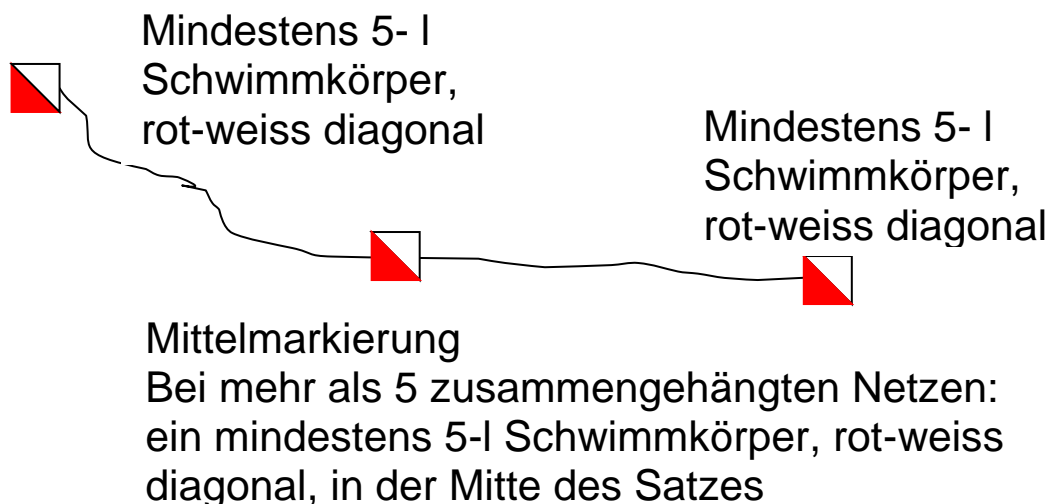 Mindestens 5- l
Schwimmkörper,
rot-weiss diagonal
Mindestens 5- l
Schwimmkörper,
rot-weiss diagonal
Mittelmarkierung
Bei mehr als 5 zusammengehängten Netzen:
ein mindestens 5-l Schwimmkörper, rot-weiss
diagonal, in der Mitte des Satzes